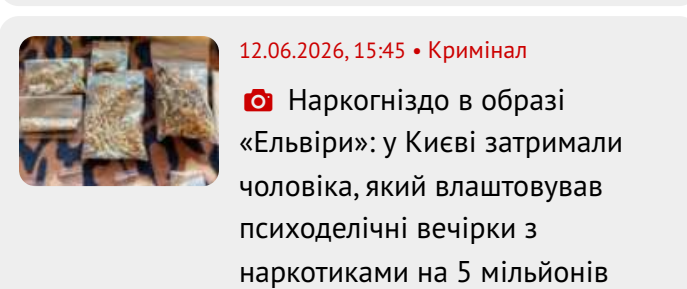 12.06.2026, 15:45 • Кримінал
Наркогніздо в образі
«Ельвіри»: у Києві затримали
чоловіка, який влаштовував
психоделічні вечірки з
наркотиками на 5 мільйонів